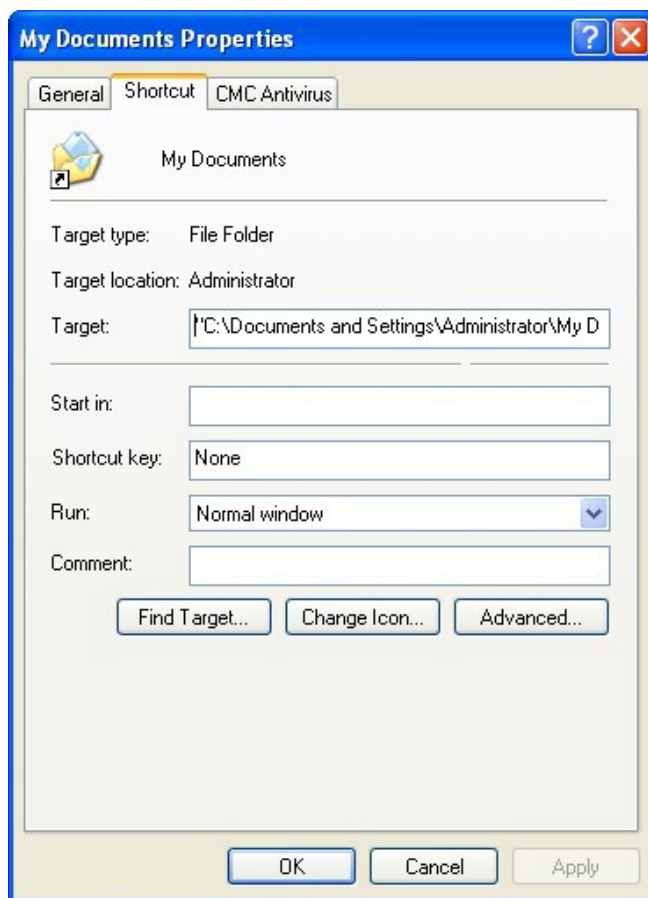 My Documents Properties
General Shortcut CMC Antivirus
My Documents
Target type: File Folder
Target location: Administrator
Target: "C:\Documents and Settings\Administrator\My D
Start in:
Shortcut key: None
Run: Normal window
Comment:
Find Target... Change Icon... Advanced...
OK Cancel Apply